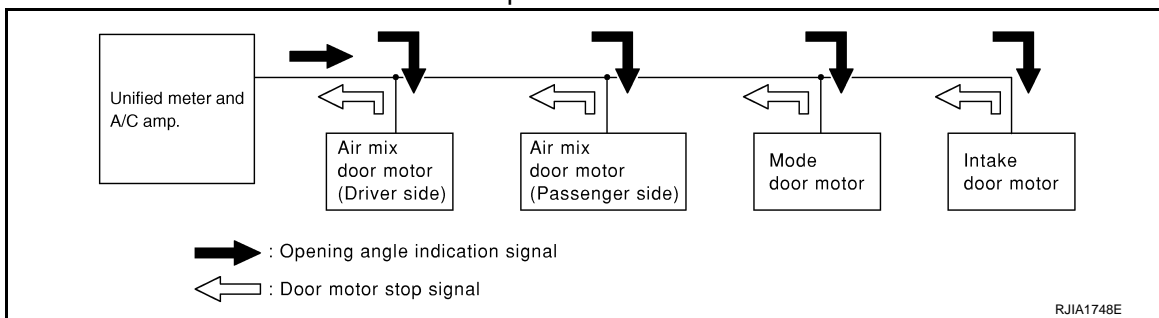 Unified meter and
A/C amp.
Air mix
door motor
(Driver side)
Air mix
door motor
(Passenger side)
Mode
door motor
Intake
door motor
: Opening angle indication signal
: Door motor stop signal
RJIA1748E